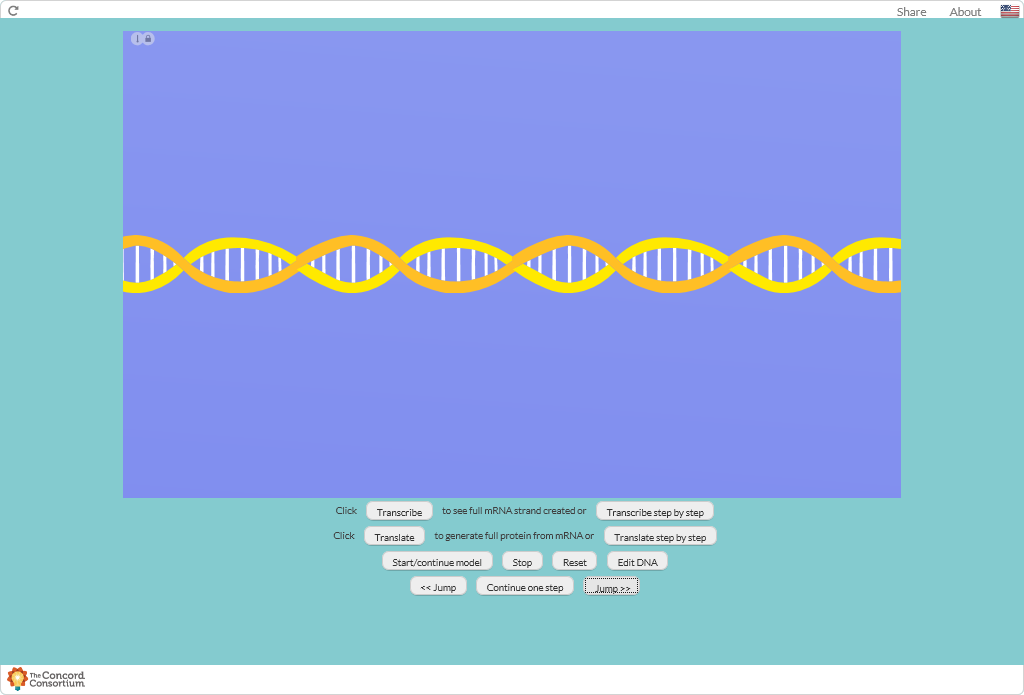 Share About
Click Transcribe to see full mRNA strand created or Transcribe step by step
Click Translate to generate full protein from mRNA or Translate step by step
Start/continue model Stop Reset Edit DNA
<< Jump Continue one step Jump >>
The Concord
Consortium